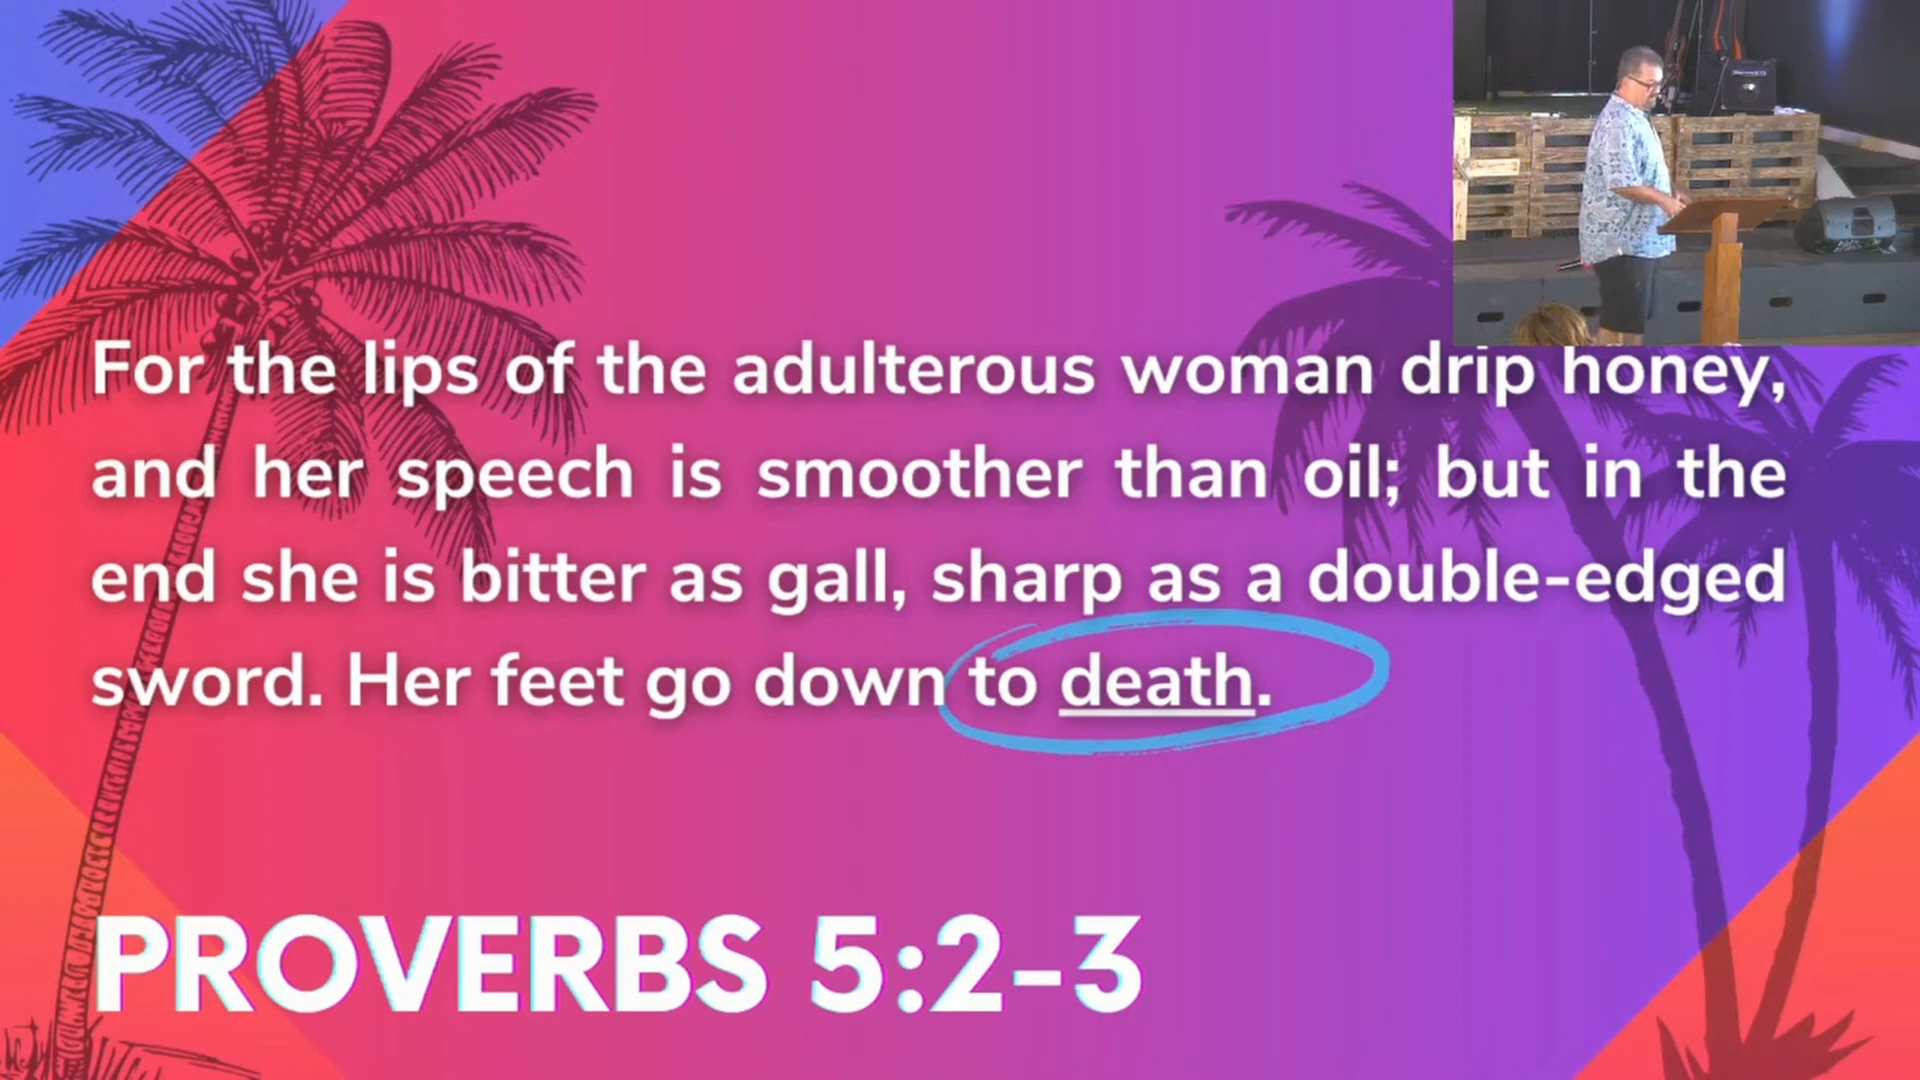 For the lips of the adulterous woman drip honey,
and her speech is smoother than oil; but in the
end she is bitter as gall, sharp as a double-edged
sword. Her feet go down to death.
PROVERBS 5:2-3